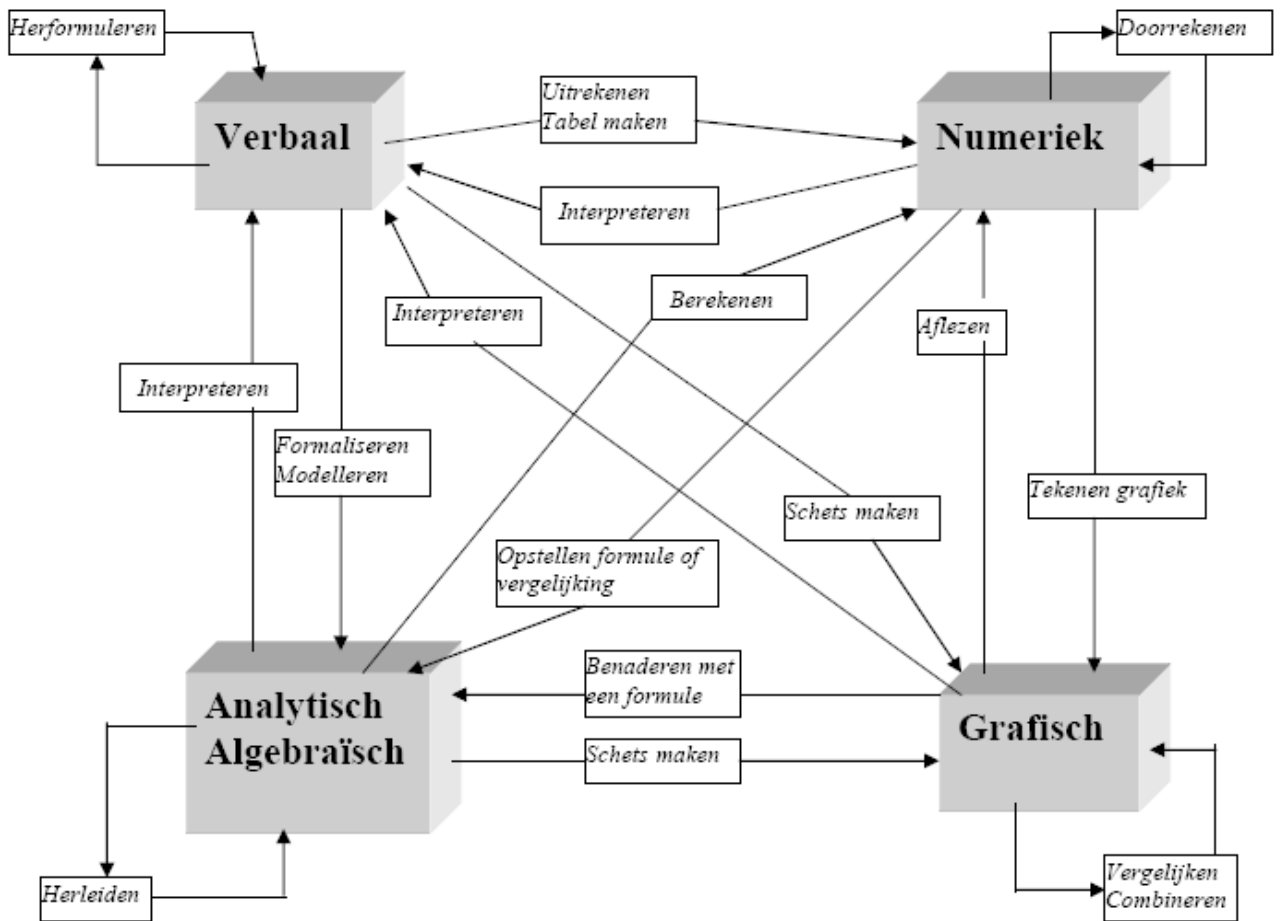 Herformuleren
Doorrekenen
Uitrekenen
Tabel maken
Verbaal
Numeriek
Interpreteren
Berekenen
Interpreteren
Aflezen
Interpreteren
Formaliseren
Modelleren
Schets maken
Tekenen grafiek
Opstellen formule of
vergelijking
Benaderen met
een formule
Analytisch
Algebraïsch
Grafisch
Schets maken
Herleiden
Vergelijken
Combineren